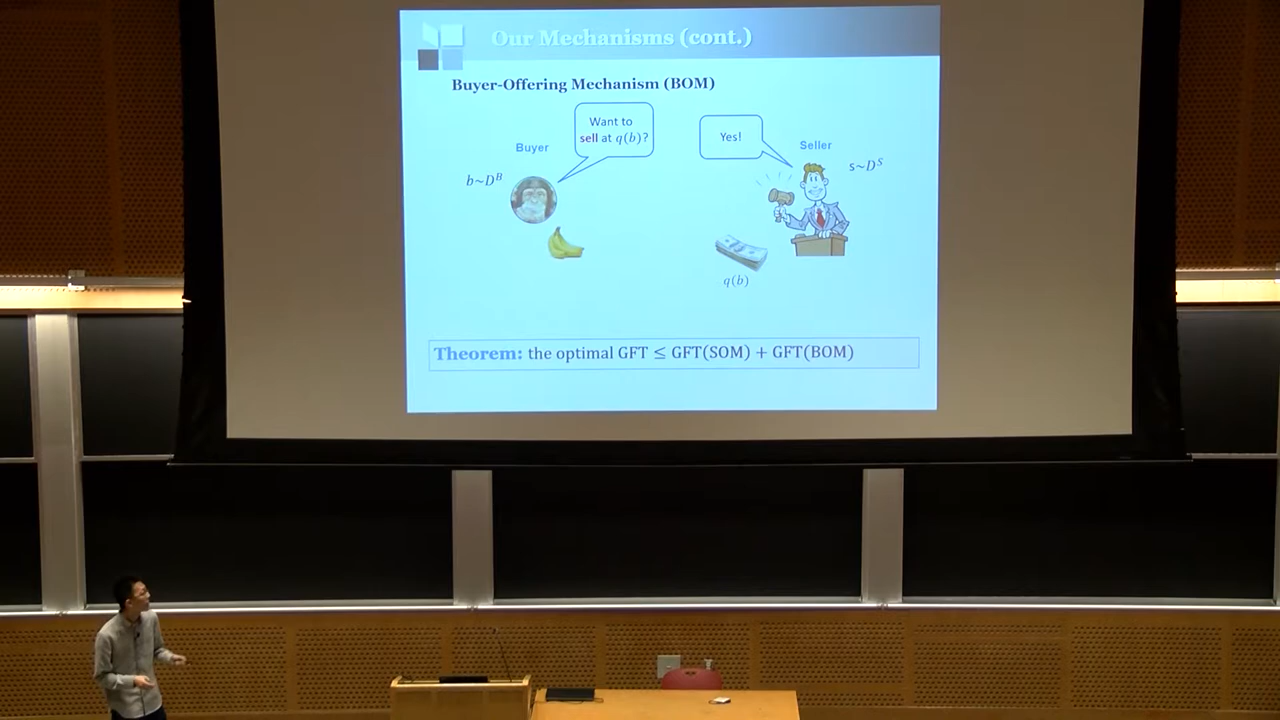 Our Mechanisms (cont.)
Buyer-Offering Mechanism (BOM)
Want to
sell at q(b)?
Yes!
Buyer
Seller
b~D^B
s~D^S
q(b)
Theorem: the optimal GFT ≤ GFT(SOM) + GFT(BOM)